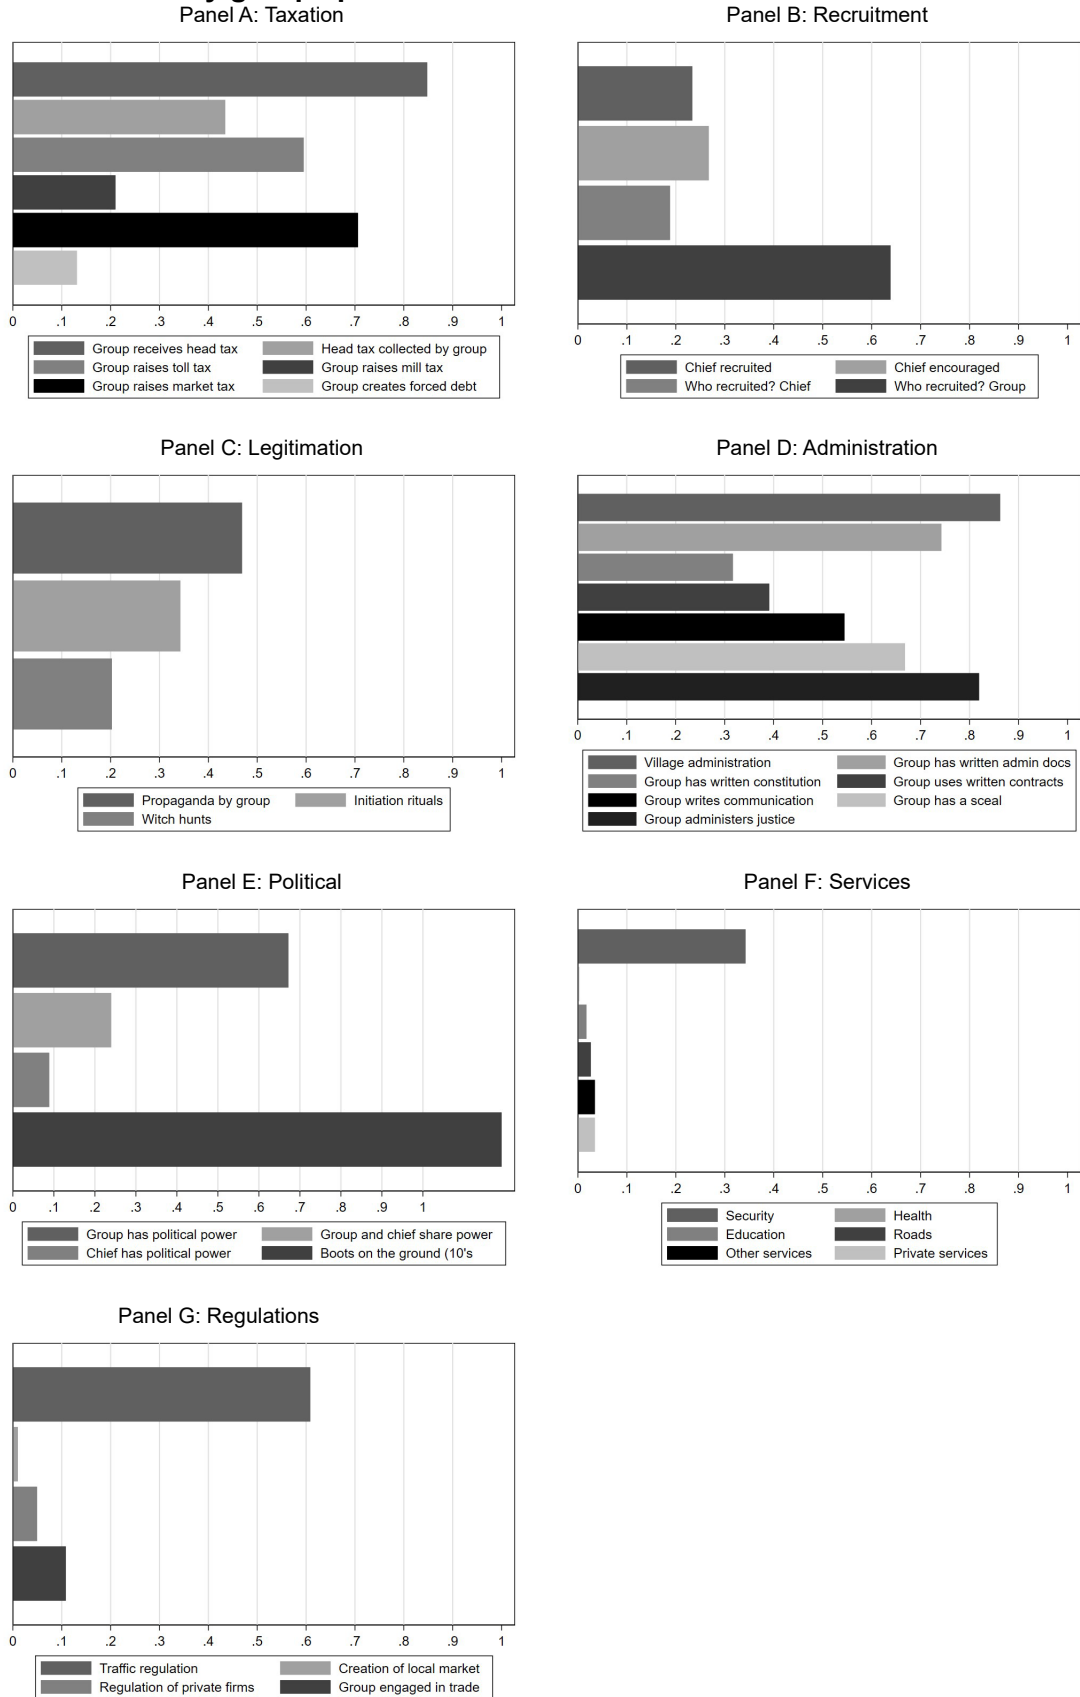 Panel A: Taxation
0 .1 .2 .3 .4 .5 .6 .7 .8 .9 1
Group receives head tax Head tax collected by group
Group raises toll tax Group raises mill tax
Group raises market tax Group creates forced debt
Panel B: Recruitment
0 .1 .2 .3 .4 .5 .6 .7 .8 .9 1
Chief recruited Chief encouraged
Who recruited? Chief Who recruited? Group
Panel C: Legitimation
0 .1 .2 .3 .4 .5 .6 .7 .8 .9 1
Propaganda by group Initiation rituals
Witch hunts
Panel D: Administration
0 .1 .2 .3 .4 .5 .6 .7 .8 .9 1
Village administration Group has written admin docs
Group has written constitution Group uses written contracts
Group writes communication Group has a sceal
Group administers justice
Panel E: Political
0 .1 .2 .3 .4 .5 .6 .7 .8 .9 1
Group has political power Group and chief share power
Chief has political power Boots on the ground (10's
Panel F: Services
0 .1 .2 .3 .4 .5 .6 .7 .8 .9 1
Security Health
Education Roads
Other services Private services
Panel G: Regulations
0 .1 .2 .3 .4 .5 .6 .7 .8 .9 1
Traffic regulation Creation of local market
Regulation of private firms Group engaged in trade